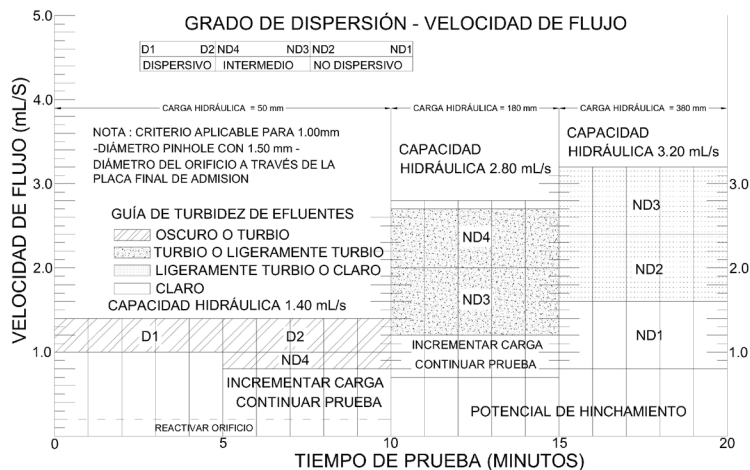 GRADO DE DISPERSIÓN - VELOCIDAD DE FLUJO
D1 D2 ND4 ND3 ND2 ND1
DISPERSIVO INTERMEDIO NO DISPERSIVO
CARGA HIDRÁULICA = 50 mm
CARGA HIDRÁULICA = 180 mm
CARGA HIDRÁULICA = 380 mm
NOTA : CRITERIO APLICABLE PARA 1.00mm
-DIÁMETRO PINHOLE CON 1.50 mm -
DIÁMETRO DEL ORIFICIO A TRAVÉS DE LA
PLACA FINAL DE ADMISION
CAPACIDAD
HIDRÁULICA 2.80 mL/s
CAPACIDAD
HIDRÁULICA 3.20 mL/s
GUÍA DE TURBIDEZ DE EFLUENTES
OSCURO O TURBIO
TURBIO O LIGERAMENTE TURBIO
LIGERAMENTE TURBIO O CLARO
CLARO
CAPACIDAD HIDRÁULICA 1.40 mL/s
D1
D2
ND4
INCREMENTAR CARGA
CONTINUAR PRUEBA
REACTIVAR ORIFICIO
ND4
ND3
INCREMENTAR CARGA
CONTINUAR PRUEBA
ND3
ND2
ND1
POTENCIAL DE HINCHAMIENTO
VELOCIDAD DE FLUJO (mL/S)
5.0
4.0
3.0
2.0
1.0
3.0
2.0
1.0
0 5 10 15 20
TIEMPO DE PRUEBA (MINUTOS)